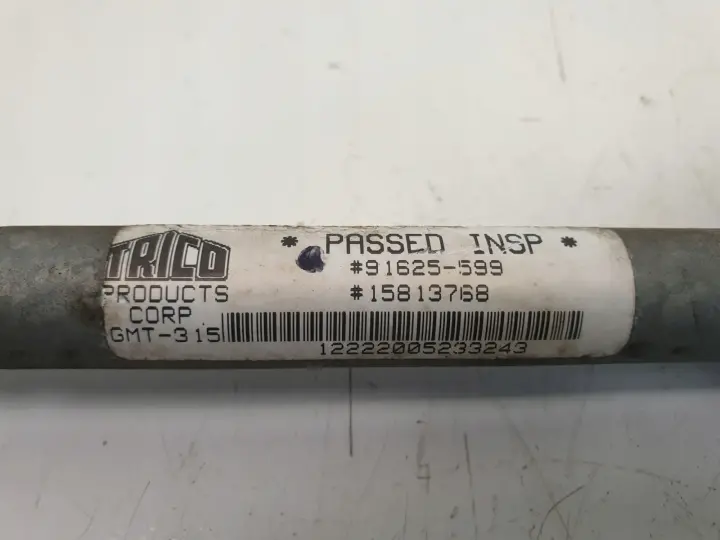 TRICO
PRODUCTS
CORP
GMT-315
* PASSED INSP *
#91625-599
#15813768
12222005233243